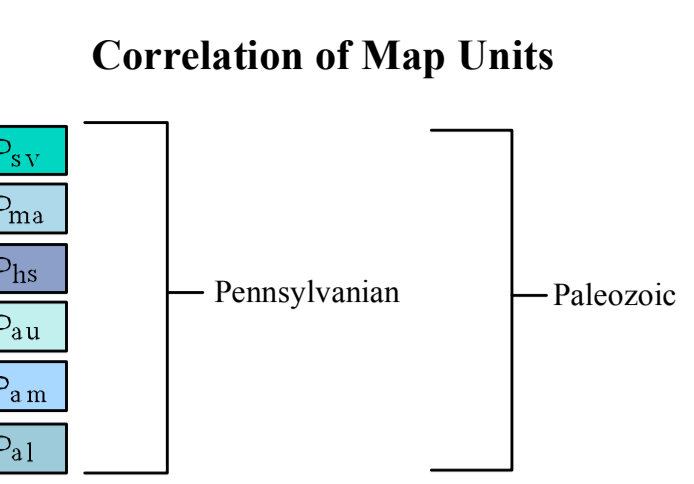 Correlation of Map Units
Psv
Pma
Phs
Pau
Pam
Pal
Pennsylvanian
Paleozoic